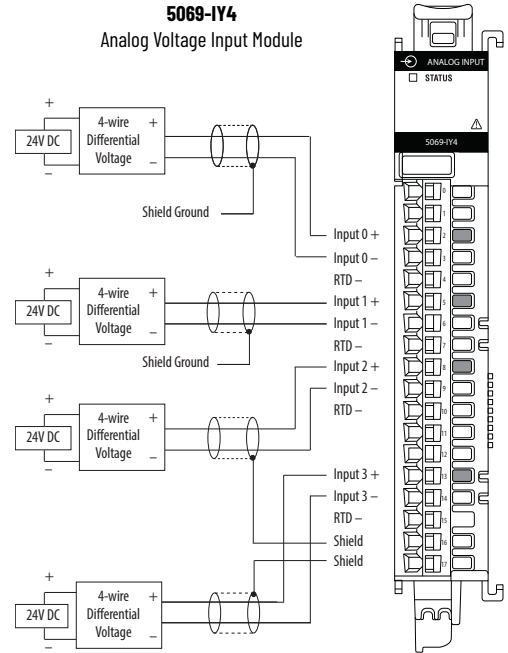 5069-IY4
Analog Voltage Input Module
ANALOG INPUT
STATUS
5069-IY4
+
24V DC
–
4-wire
Differential
Voltage
+
–
Shield Ground
Input 0 +
Input 0 –
RTD –
+
24V DC
–
4-wire
Differential
Voltage
+
–
Shield Ground
Input 1 +
Input 1 –
RTD –
+
24V DC
–
4-wire
Differential
Voltage
+
–
Input 2 +
Input 2 –
RTD –
Input 3 +
Input 3 –
RTD –
Shield
Shield
+
24V DC
–
4-wire
Differential
Voltage
+
–
0
1
2
3
4
5
6
7
8
9
10
11
12
13
14
15
16
17